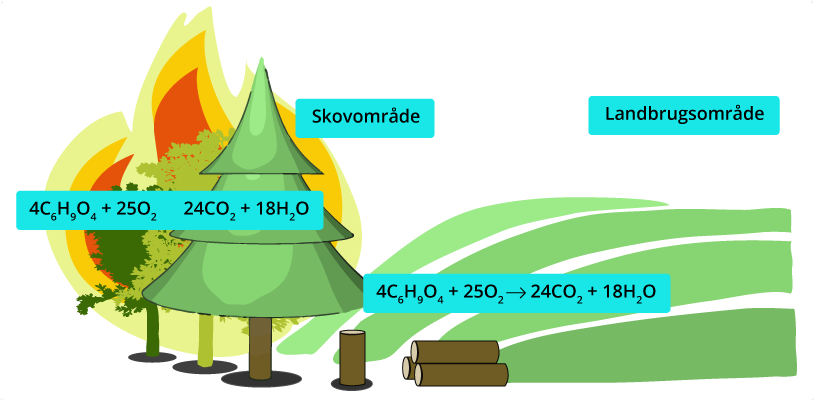 Skovområde
Landbrugsområde
4C₆H₉O₄ + 25O₂ 24CO₂ + 18H₂O
4C₆H₉O₄ + 25O₂ → 24CO₂ + 18H₂O